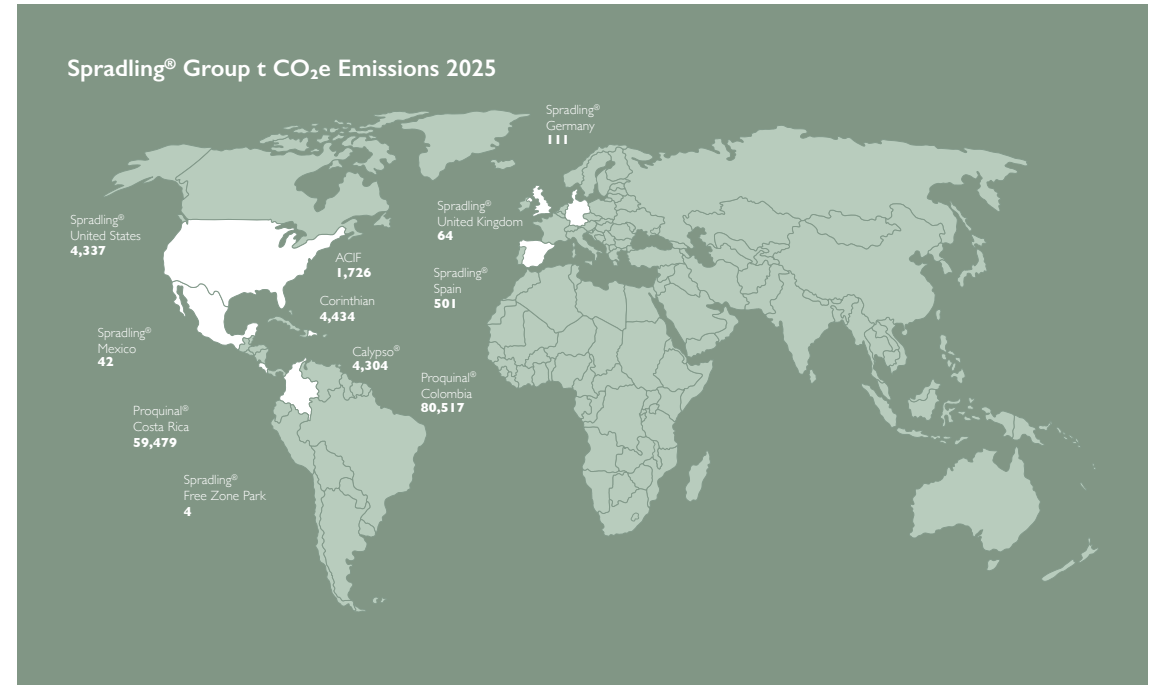 Spradling® Group t CO₂e Emissions 2025
Spradling®
Germany
111
Spradling®
United Kingdom
64
Spradling®
United States
4,337
ACIF
1,726
Spradling®
Spain
501
Corinthian
4,434
Spradling®
Mexico
42
Calypso®
4,304
Proquinal®
Colombia
80,517
Proquinal®
Costa Rica
59,479
Spradling®
Free Zone Park
4